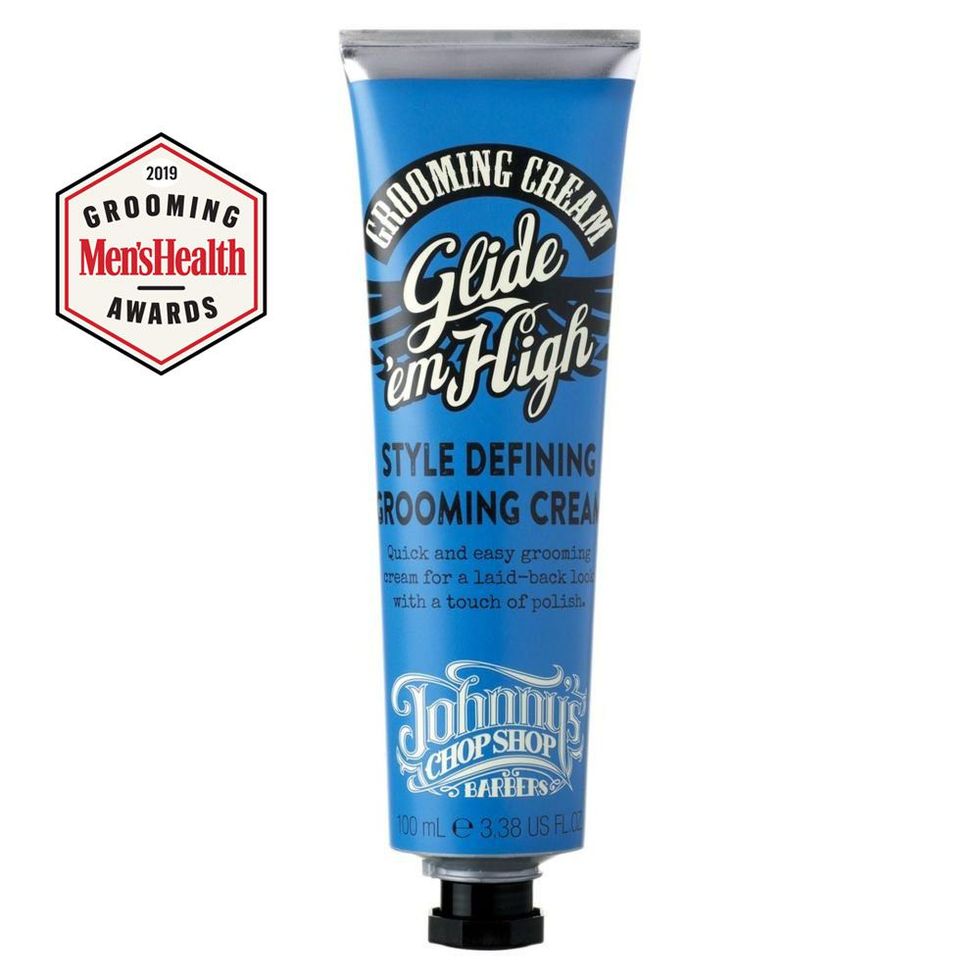 2019
GROOMING
Men'sHealth
AWARDS
GROOMING CREAM
Glide
'em High
STYLE DEFINING
GROOMING CREAM
Quick and easy grooming
cream for a laid-back look
with a touch of polish.
Johnny's
CHOP SHOP
BARBERS
100 mL ℮ 3.38 US FL.OZ